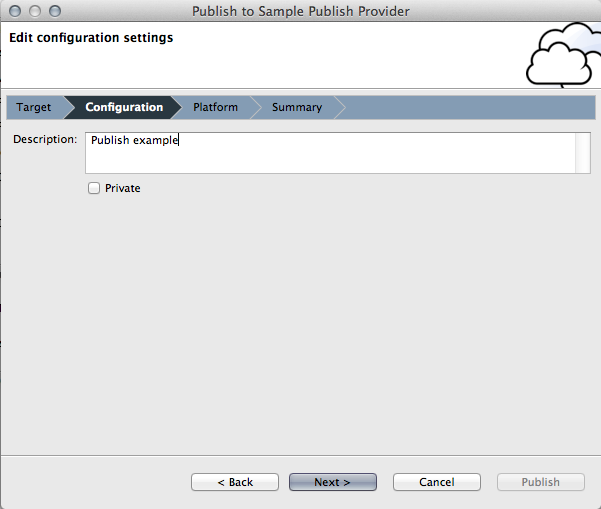 Publish to Sample Publish Provider
Edit configuration settings
Target Configuration Platform Summary
Description: Publish example
Private
< Back Next > Cancel Publish